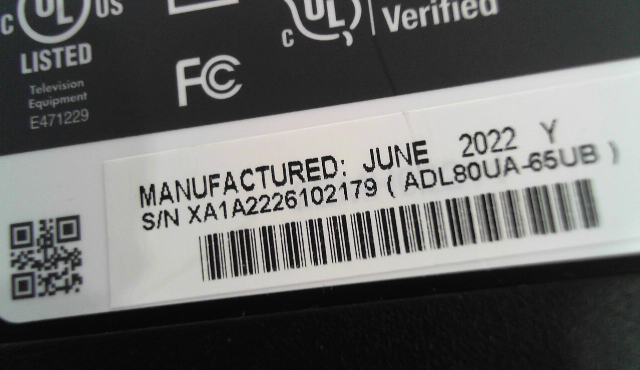 C UL US
LISTED
Television
Equipment
E471229
FC
C UL
Verified
MANUFACTURED: JUNE 2022 Y
S/N XA1A2226102179 ( ADL80UA-65UB )